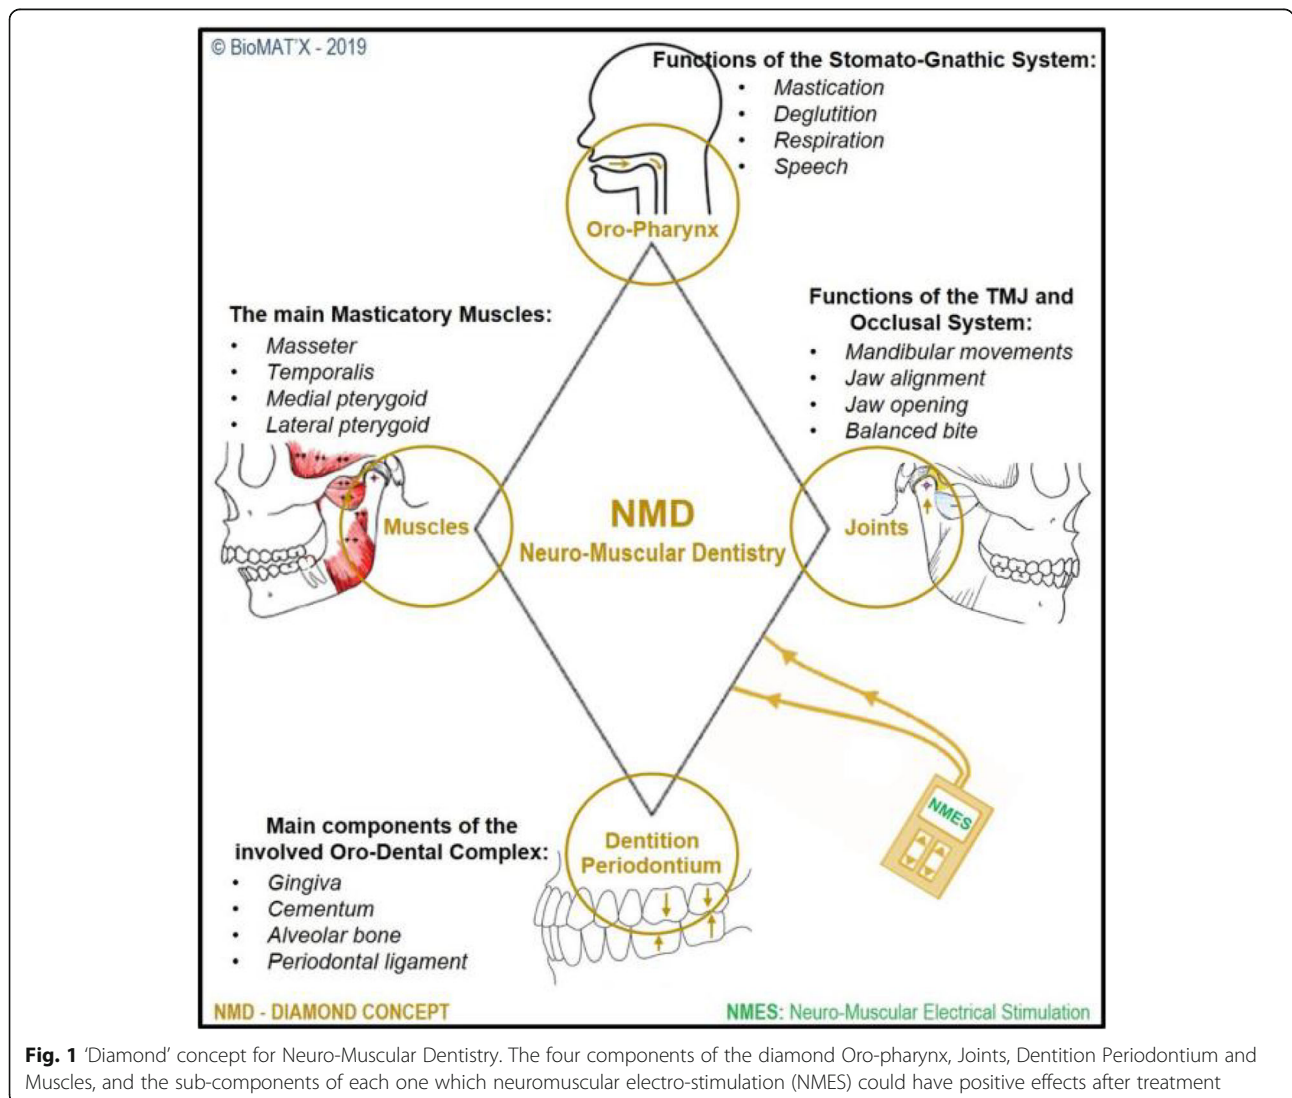 © BioMAT'X - 2019
Functions of the Stomato-Gnathic System:
• Mastication
• Deglutition
• Respiration
• Speech
Oro-Pharynx
The main Masticatory Muscles:
• Masseter
• Temporalis
• Medial pterygoid
• Lateral pterygoid
Muscles
Functions of the TMJ and
Occlusal System:
• Mandibular movements
• Jaw alignment
• Jaw opening
• Balanced bite
Joints
NMD
Neuro-Muscular Dentistry
NMES
Main components of the
involved Oro-Dental Complex:
• Gingiva
• Cementum
• Alveolar bone
• Periodontal ligament
Dentition
Periodontium
NMD - DIAMOND CONCEPT
NMES: Neuro-Muscular Electrical Stimulation
Fig. 1 'Diamond' concept for Neuro-Muscular Dentistry. The four components of the diamond Oro-pharynx, Joints, Dentition Periodontium and
Muscles, and the sub-components of each one which neuromuscular electro-stimulation (NMES) could have positive effects after treatment